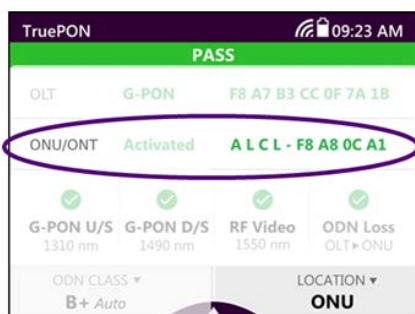 TruePON 09:23 AM
PASS
OLT G-PON F8 A7 B3 CC 0F 7A 1B
ONU/ONT Activated A L C L - F8 A8 0C A1
G-PON U/S G-PON D/S RF Video ODN Loss
1310 nm 1490 nm 1550 nm OLT▶ONU
ODN CLASS ▼ LOCATION ▼
B+ Auto ONU